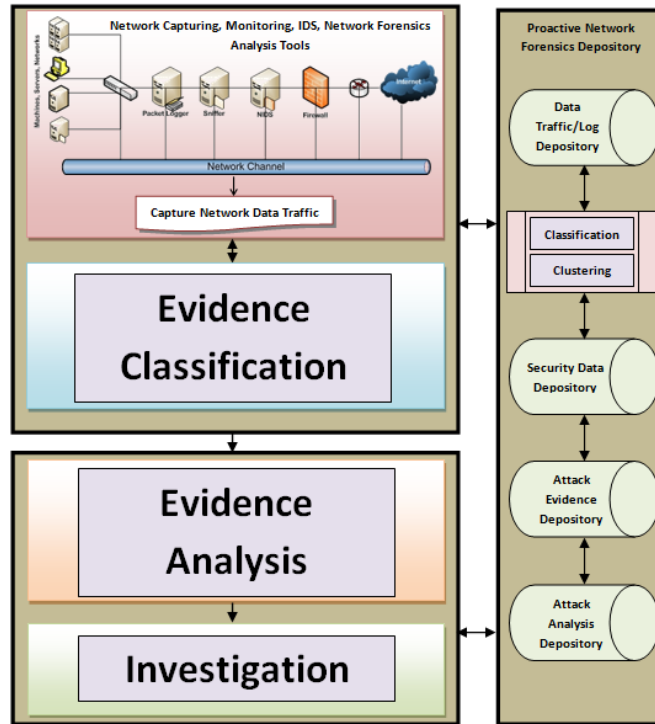 Network Capturing, Monitoring, IDS, Network Forensics
Analysis Tools
Machines, Servers, Networks
Packet Logger
Sniffer
NIDS
Firewall
Internet
Network Channel
Capture Network Data Traffic
Evidence
Classification
Evidence
Analysis
Investigation
Proactive Network
Forensics Depository
Data
Traffic/Log
Depository
Classification
Clustering
Security Data
Depository
Attack
Evidence
Depository
Attack
Analysis
Depository